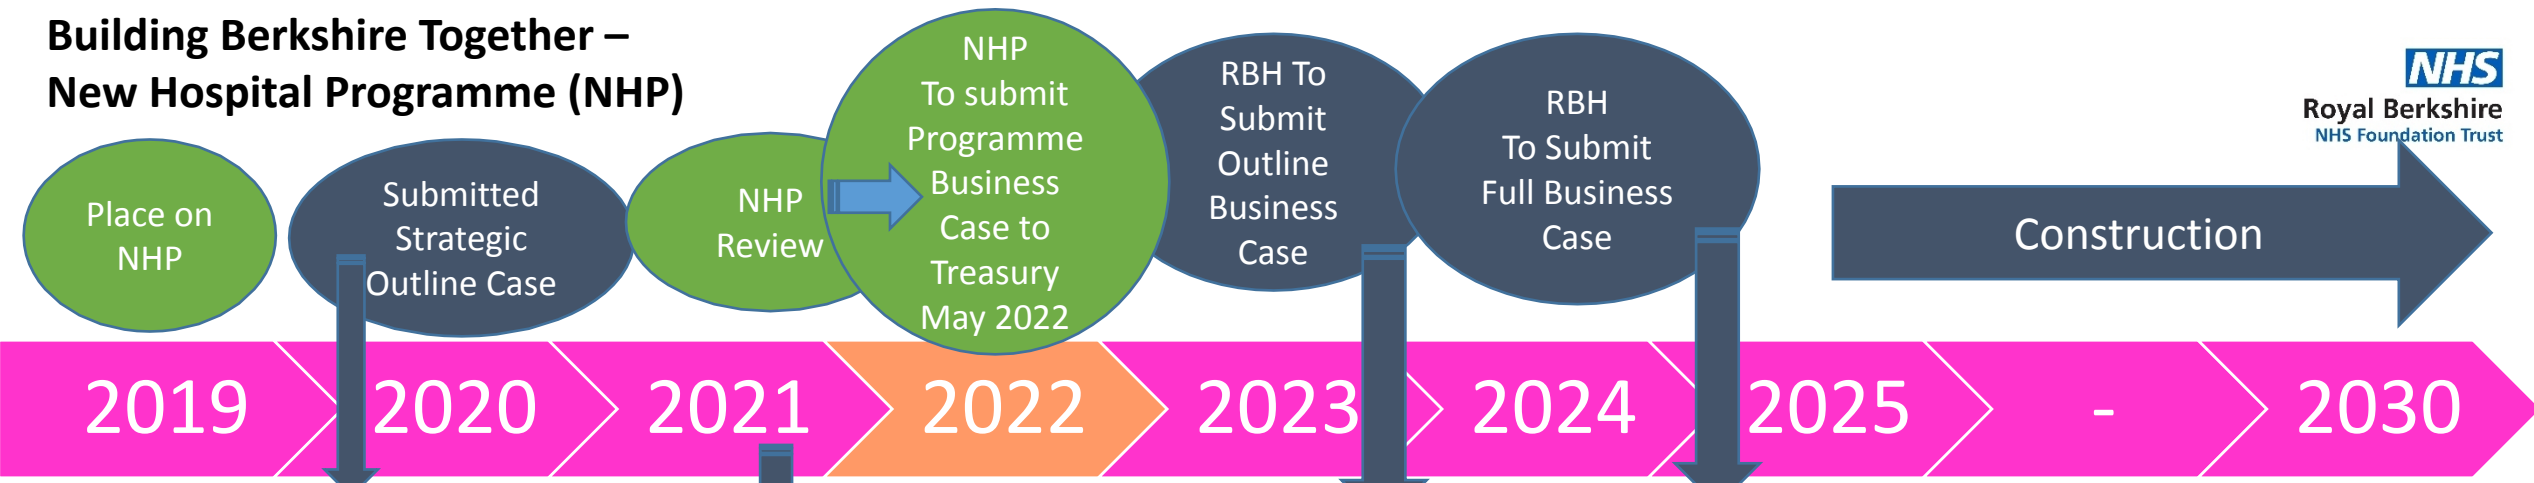 Building Berkshire Together –
New Hospital Programme (NHP)
Place on
NHP
Submitted
Strategic
Outline Case
NHP
Review
NHP
To submit
Programme
Business
Case to
Treasury
May 2022
RBH To
Submit
Outline
Business
Case
RBH
To Submit
Full Business
Case
NHS
Royal Berkshire
NHS Foundation Trust
Construction
2019
2020
2021
2022
2023
2024
2025
-
2030